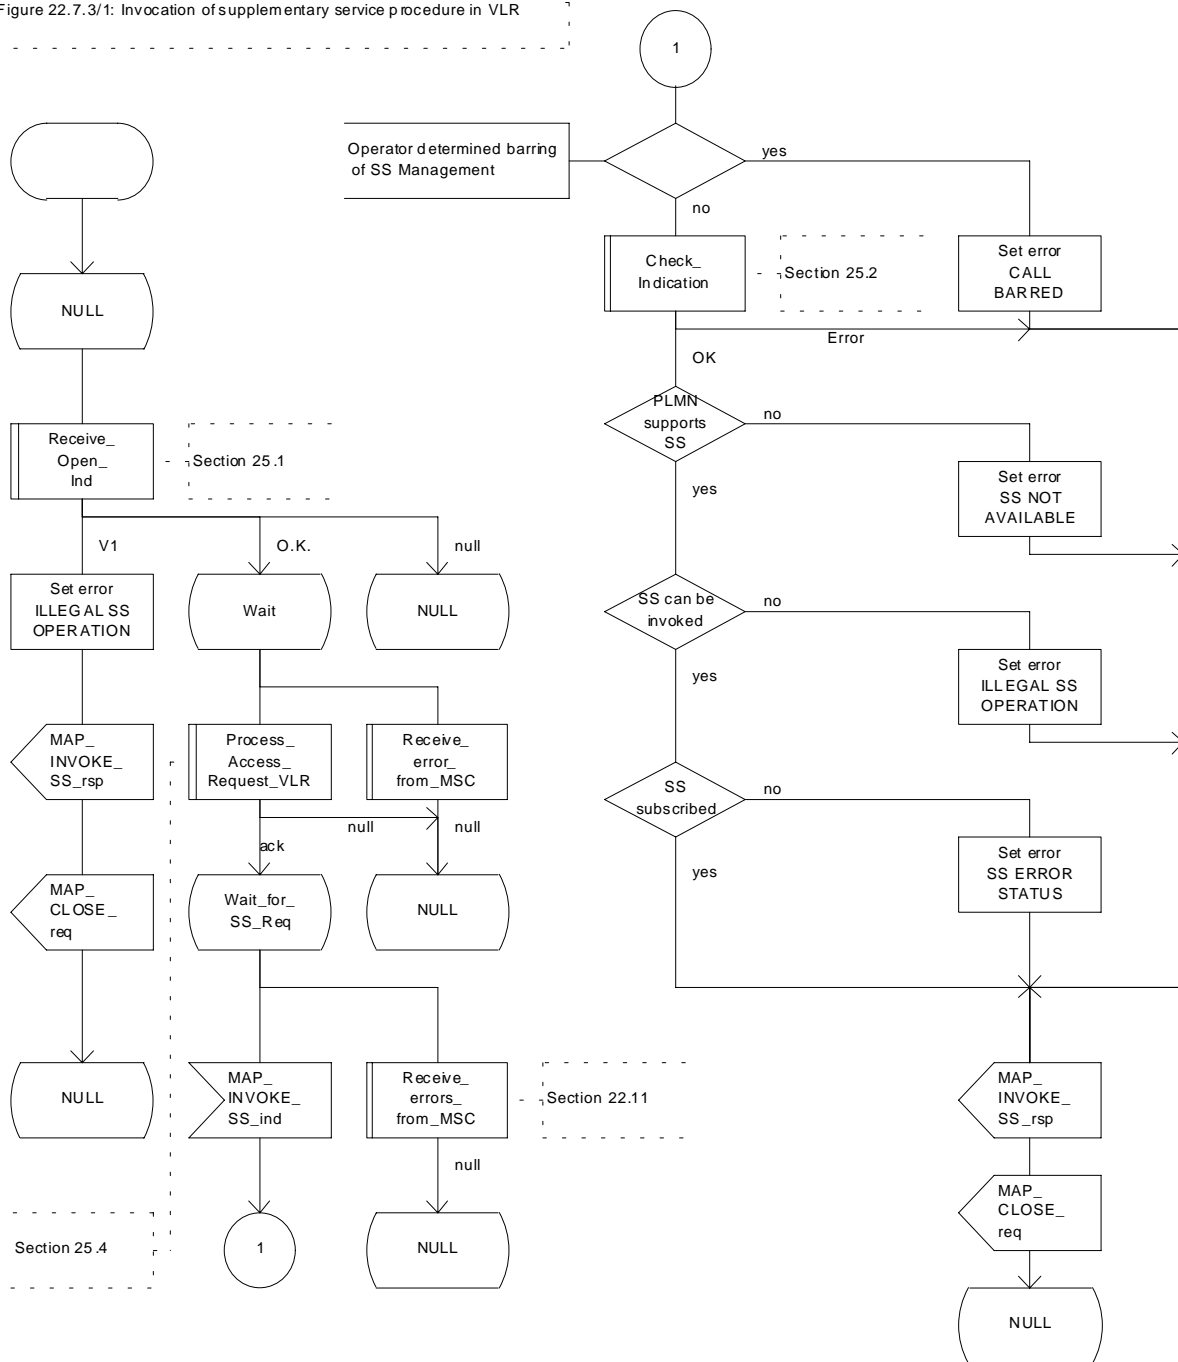 Figure 22.7.3/1: Invocation of supplementary service procedure in VLR
1
Operator determined barring
of SS Management
yes
no
Check_
Indication
Section 25.2
Set error
CALL
BARRED
Error
OK
NULL
PLMN
supports
SS
no
yes
Set error
SS NOT
AVAILABLE
Receive_
Open_
Ind
Section 25.1
V1
O.K.
null
Set error
ILLEGAL SS
OPERATION
Wait
NULL
SS can be
invoked
no
yes
Set error
ILLEGAL SS
OPERATION
MAP_
INVOKE_
SS_rsp
Process_
Access_
Request_VLR
Receive_
error_
from_MSC
null
null
ack
SS
subscribed
no
yes
Set error
SS ERROR
STATUS
MAP_
CLOSE_
req
Wait_for_
SS_Req
NULL
NULL
MAP_
INVOKE_
SS_ind
Receive_
errors_
from_MSC
Section 22.11
null
MAP_
INVOKE_
SS_rsp
Section 25.4
1
NULL
MAP_
CLOSE_
req
NULL